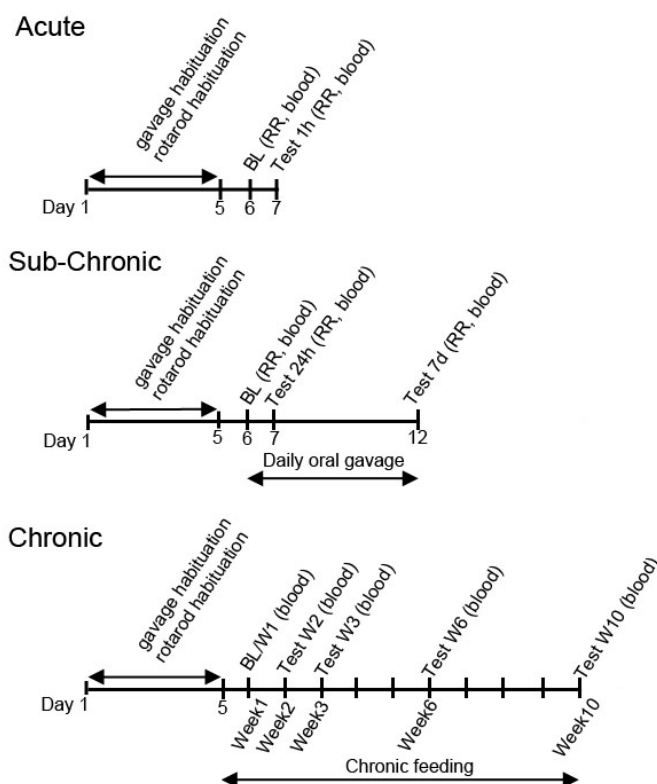 Acute
gavage habituation
rotarod habituation
BL (RR, blood)
Test 1h (RR, blood)
Day 1
5
6
7
Sub-Chronic
gavage habituation
rotarod habituation
BL (RR, blood)
Test 24h (RR, blood)
Test 7d (RR, blood)
Day 1
5
6
7
12
Daily oral gavage
Chronic
gavage habituation
rotarod habituation
BL/W1 (blood)
Test W2 (blood)
Test W3 (blood)
Test W6 (blood)
Test W10 (blood)
Day 1
5
Week1
Week2
Week3
Week6
Week10
Chronic feeding